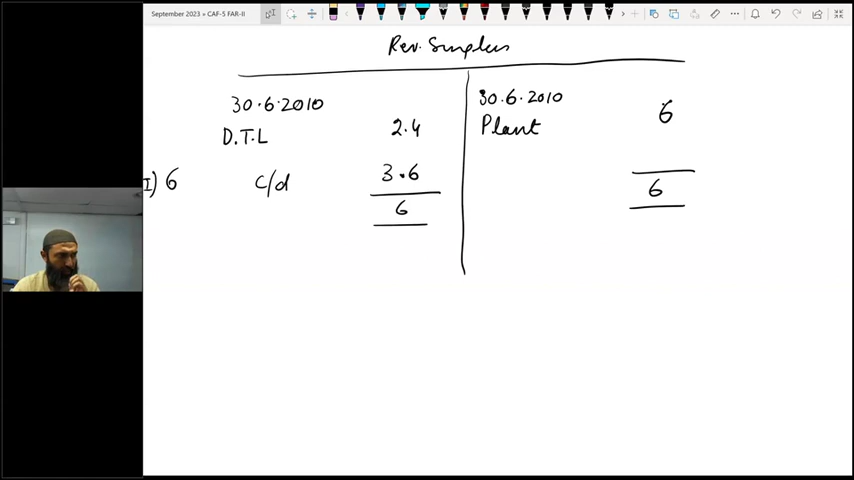 September 2023 » CAF-5 FAR-II
Rev. Surplus
30.6.2010
D.T.L 2.4
I) 6 c/d 3.6
6
30.6.2010
Plant 6
6